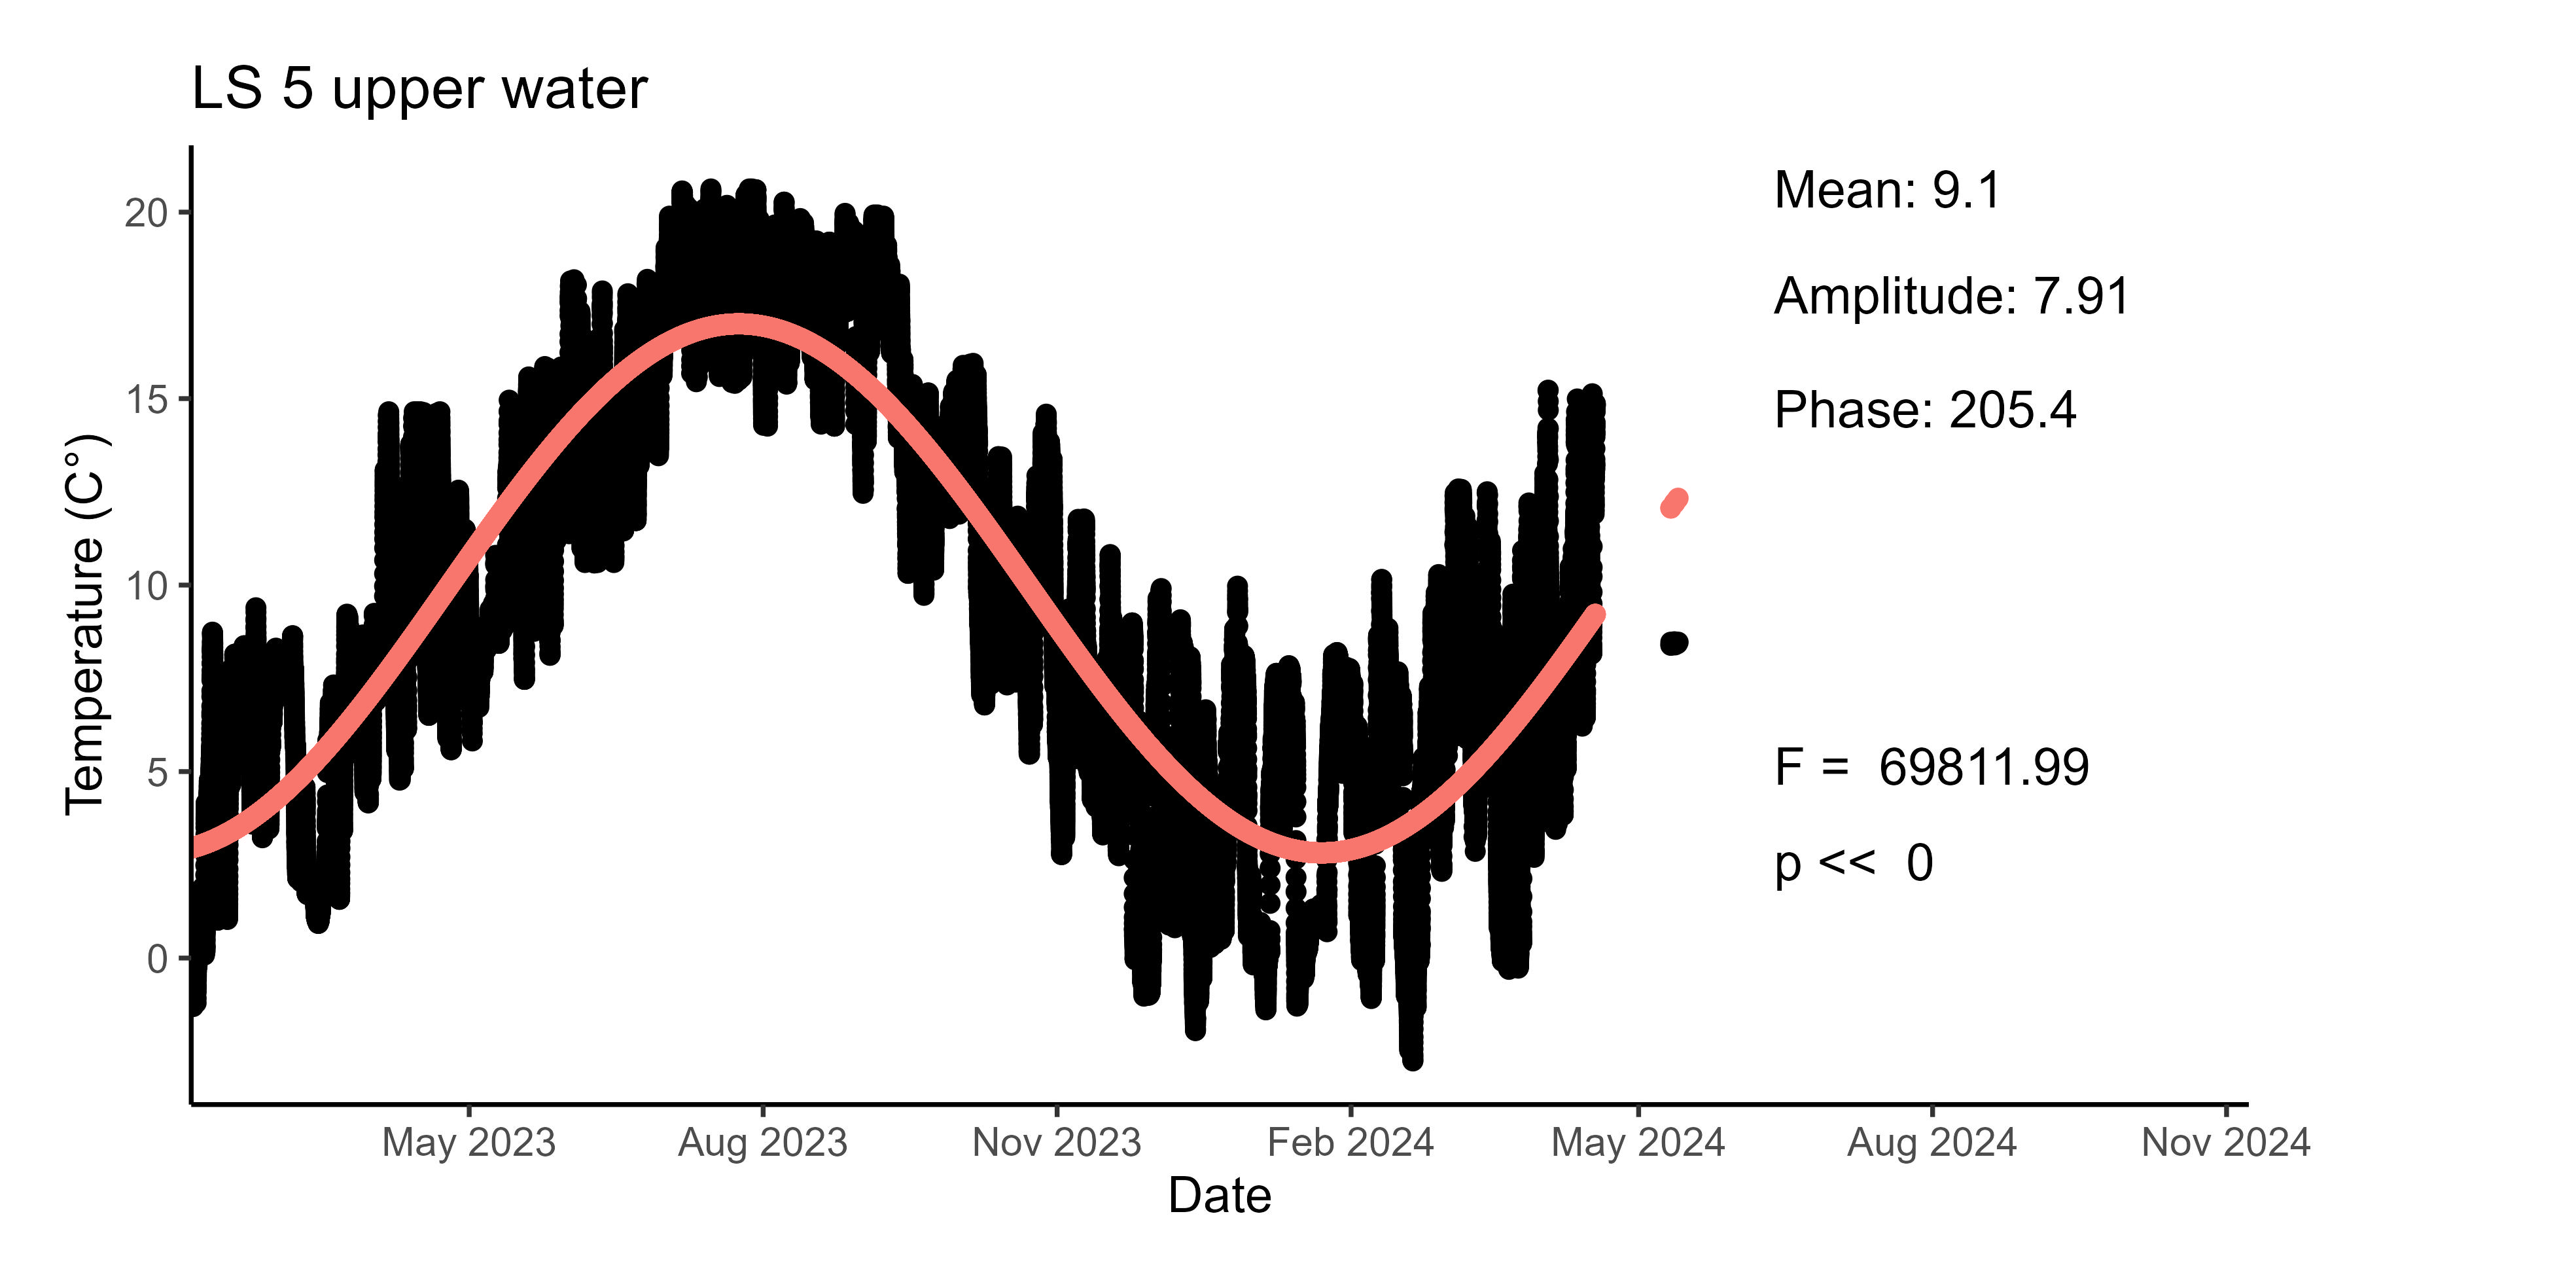 LS 5 upper water
Mean: 9.1
Amplitude: 7.91
Phase: 205.4
F =  69811.99
p <<  0
Temperature (C°)
20
15
10
5
0
May 2023
Aug 2023
Nov 2023
Feb 2024
May 2024
Aug 2024
Nov 2024
Date